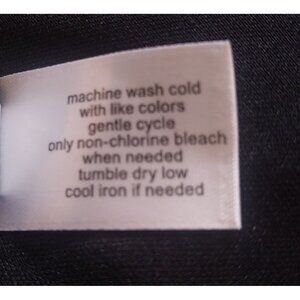 machine wash cold
with like colors
gentle cycle
only non-chlorine bleach
when needed
tumble dry low
cool iron if needed